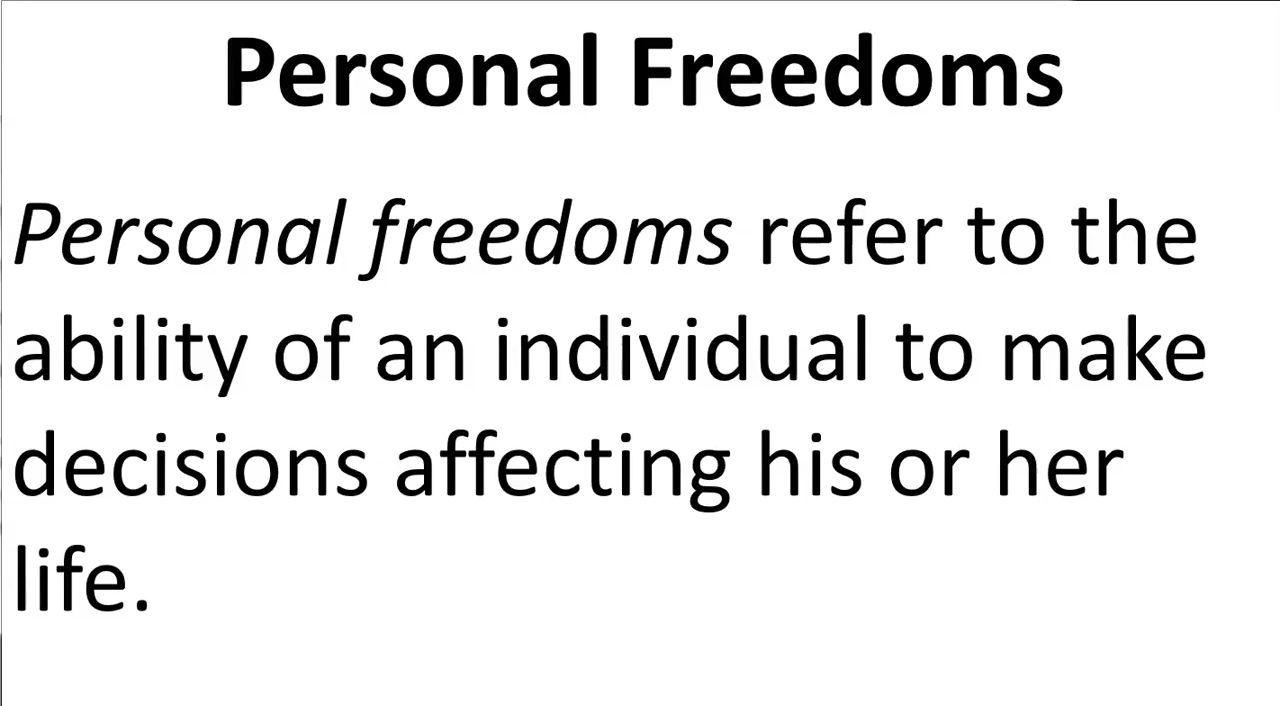 Personal Freedoms
Personal freedoms refer to the
ability of an individual to make
decisions affecting his or her
life.